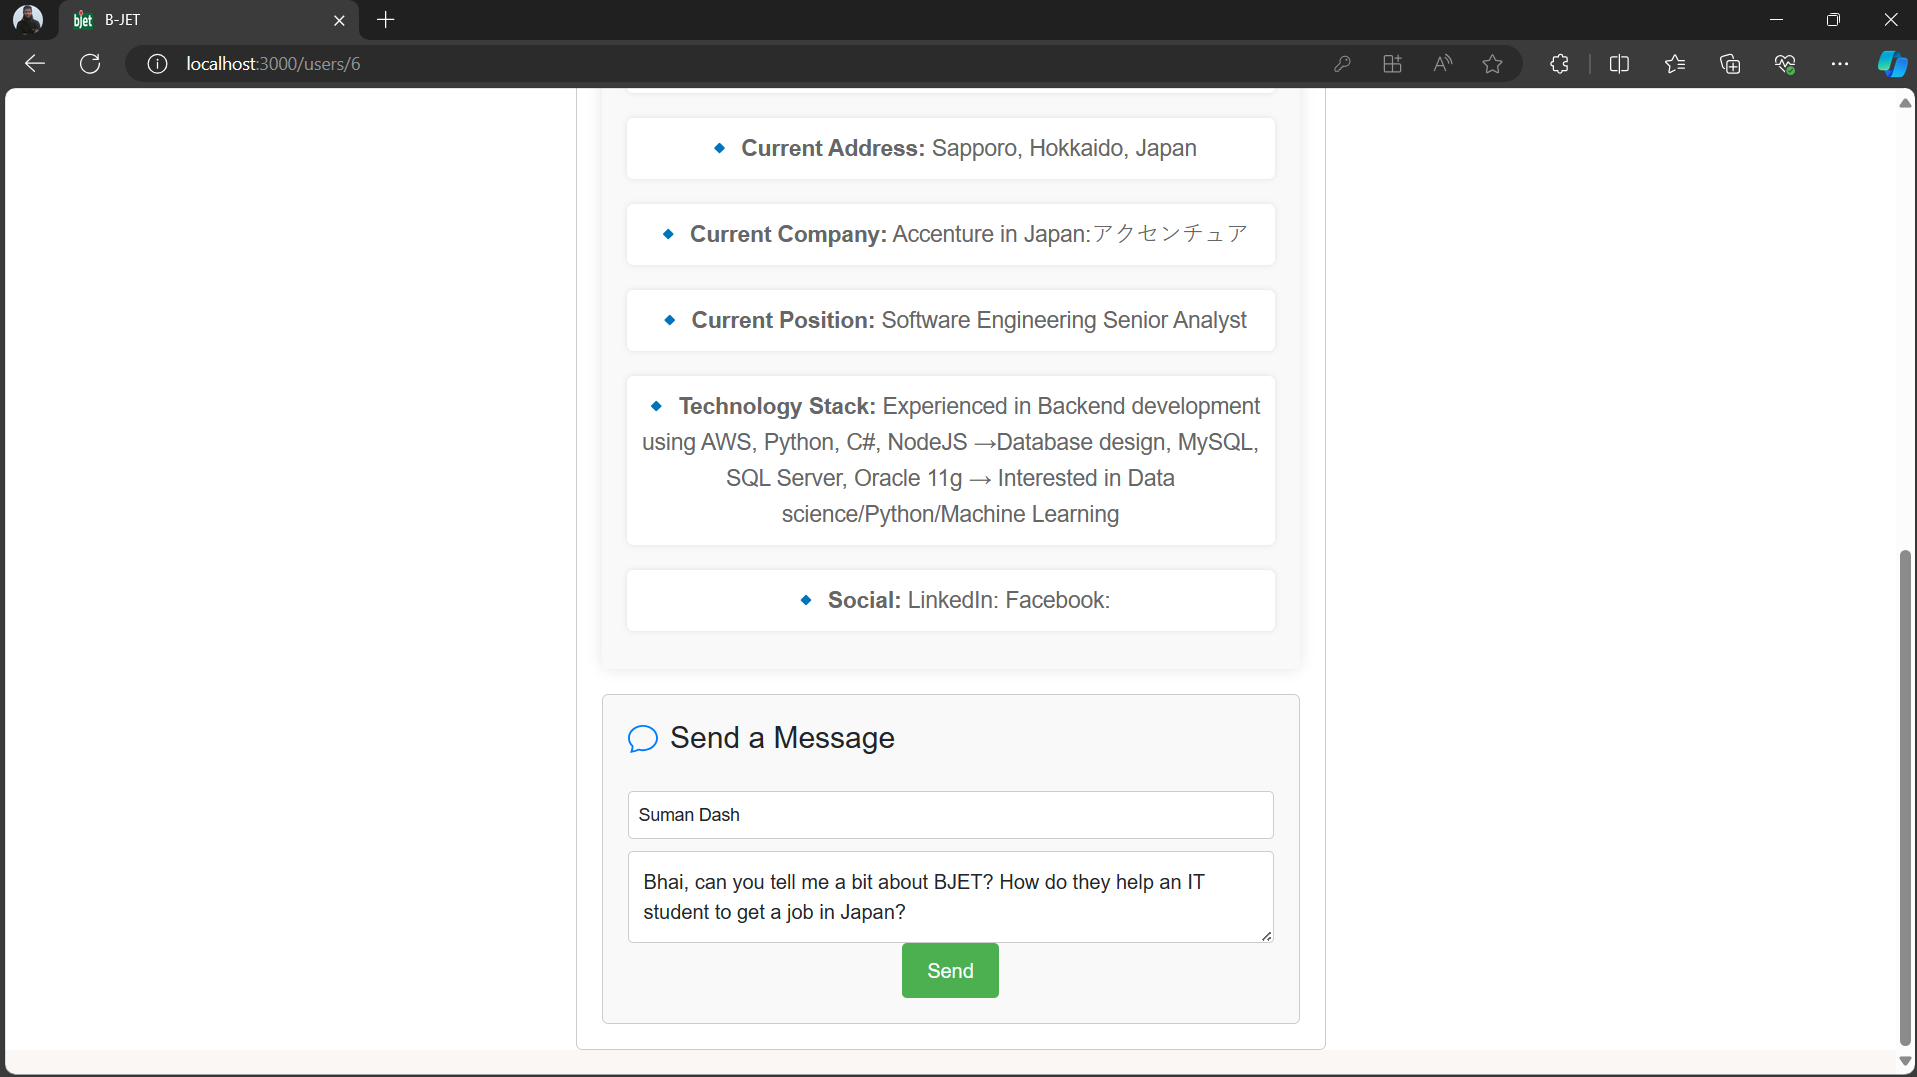 bjet B-JET
localhost:3000/users/6
Current Address: Sapporo, Hokkaido, Japan
Current Company: Accenture in Japan:アクセンチュア
Current Position: Software Engineering Senior Analyst
Technology Stack: Experienced in Backend development
using AWS, Python, C#, NodeJS →Database design, MySQL,
SQL Server, Oracle 11g → Interested in Data
science/Python/Machine Learning
Social: LinkedIn: Facebook:
Send a Message
Suman Dash
Bhai, can you tell me a bit about BJET? How do they help an IT
student to get a job in Japan?
Send